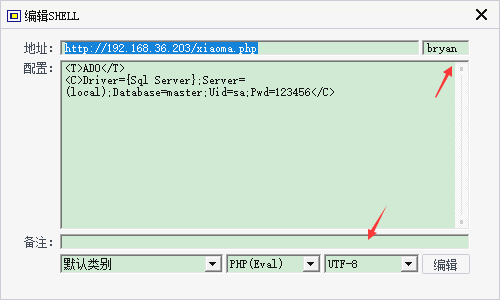 编辑SHELL
地址: http://192.168.36.203/xiaoma.php bryan
配置: <T>ADO</T>
<C>Driver={Sql Server};Server=
(local);Database=master;Uid=sa;Pwd=123456</C>
备注:
默认类别 PHP(Eval) UTF-8 编辑